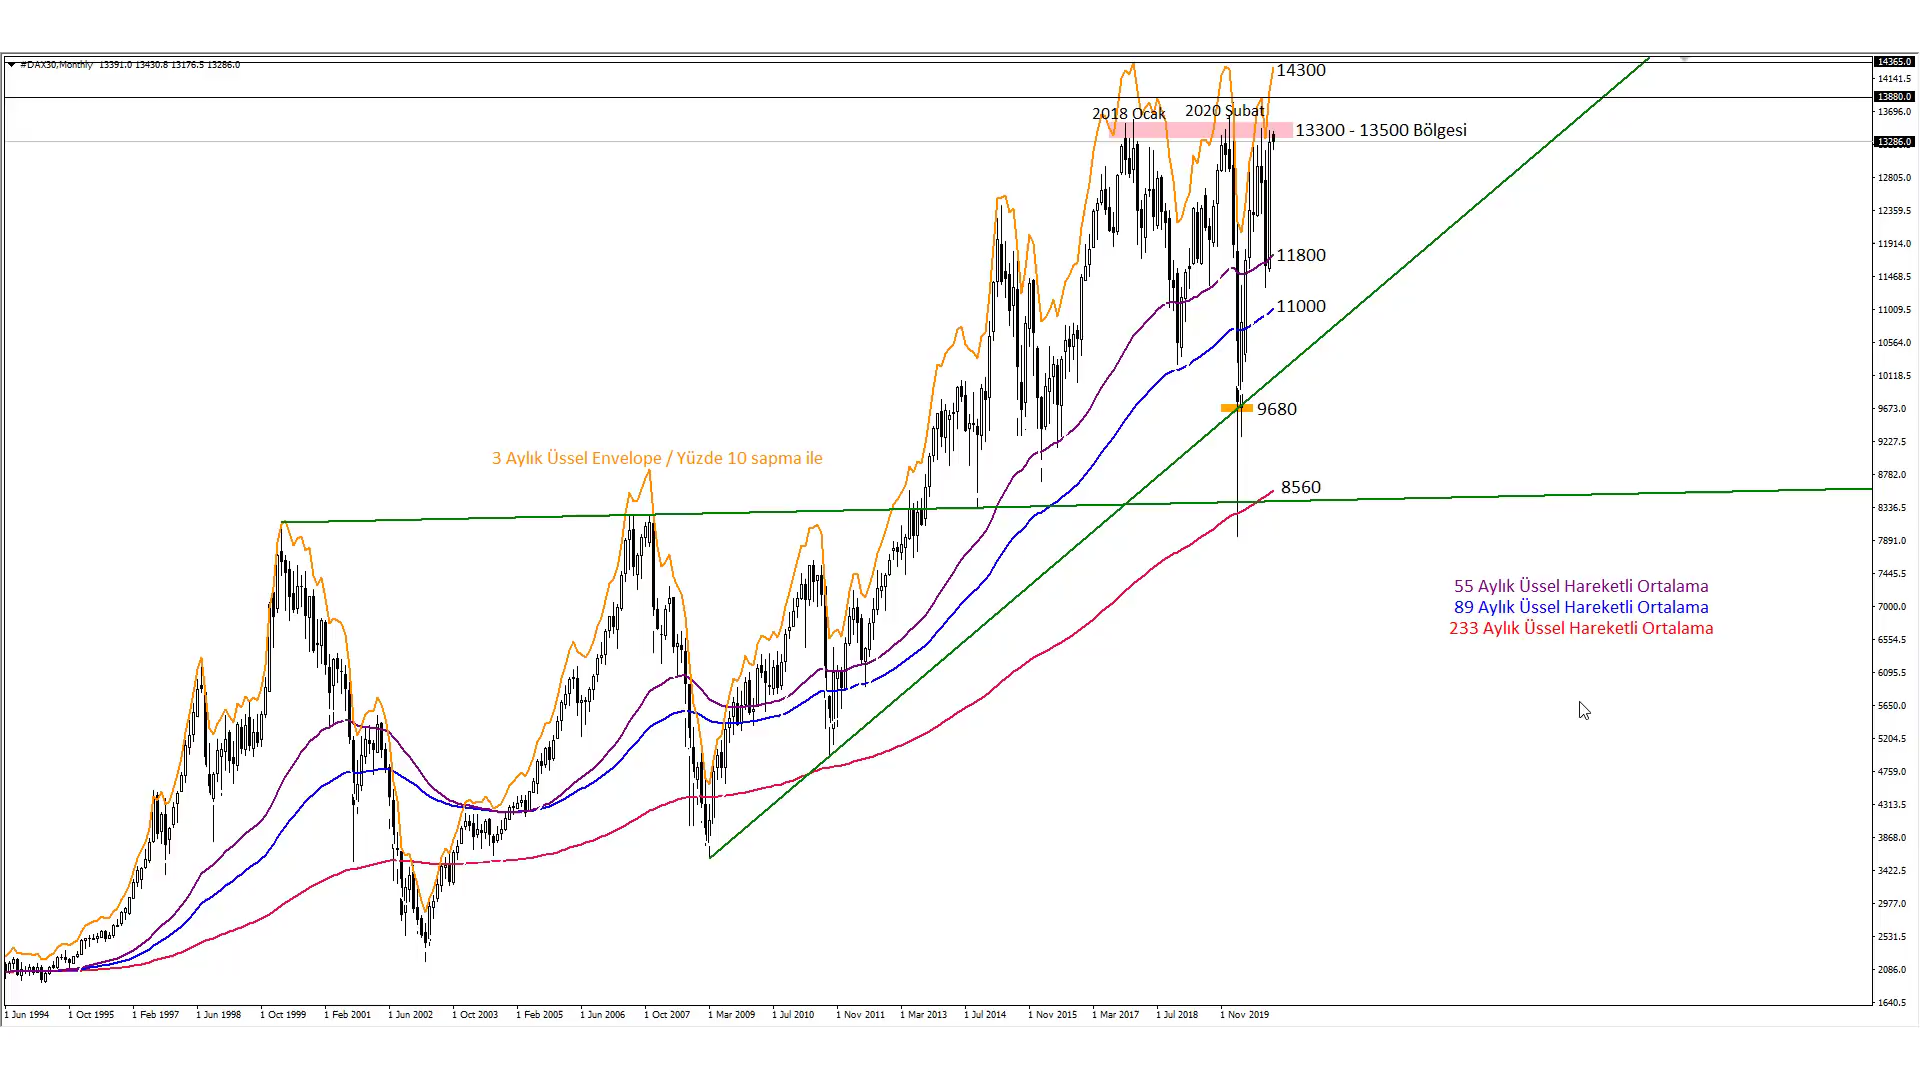 #DAX30,Monthly 13391.0 13430.8 13176.5 13286.0
14365.0
14300
14141.5
13880.0
2018 Ocak
2020 Şubat
13696.0
13300 - 13500 Bölgesi
13286.0
12805.0
12359.5
11914.0
11800
11468.5
11000
11009.5
10564.0
10118.5
9680
9673.0
9227.5
3 Aylık Üssel Envelope / Yüzde 10 sapma ile
8782.0
8560
8336.5
7891.0
7445.5
55 Aylık Üssel Hareketli Ortalama
89 Aylık Üssel Hareketli Ortalama
7000.0
233 Aylık Üssel Hareketli Ortalama
6554.5
6095.5
5650.0
5204.5
4759.0
4313.5
3868.0
3422.5
2977.0
2531.5
2086.0
1640.5
1 Jun 1994
1 Oct 1995
1 Feb 1997
1 Jun 1998
1 Oct 1999
1 Feb 2001
1 Jun 2002
1 Oct 2003
1 Feb 2005
1 Jun 2006
1 Oct 2007
1 Mar 2009
1 Jul 2010
1 Nov 2011
1 Mar 2013
1 Jul 2014
1 Nov 2015
1 Mar 2017
1 Jul 2018
1 Nov 2019